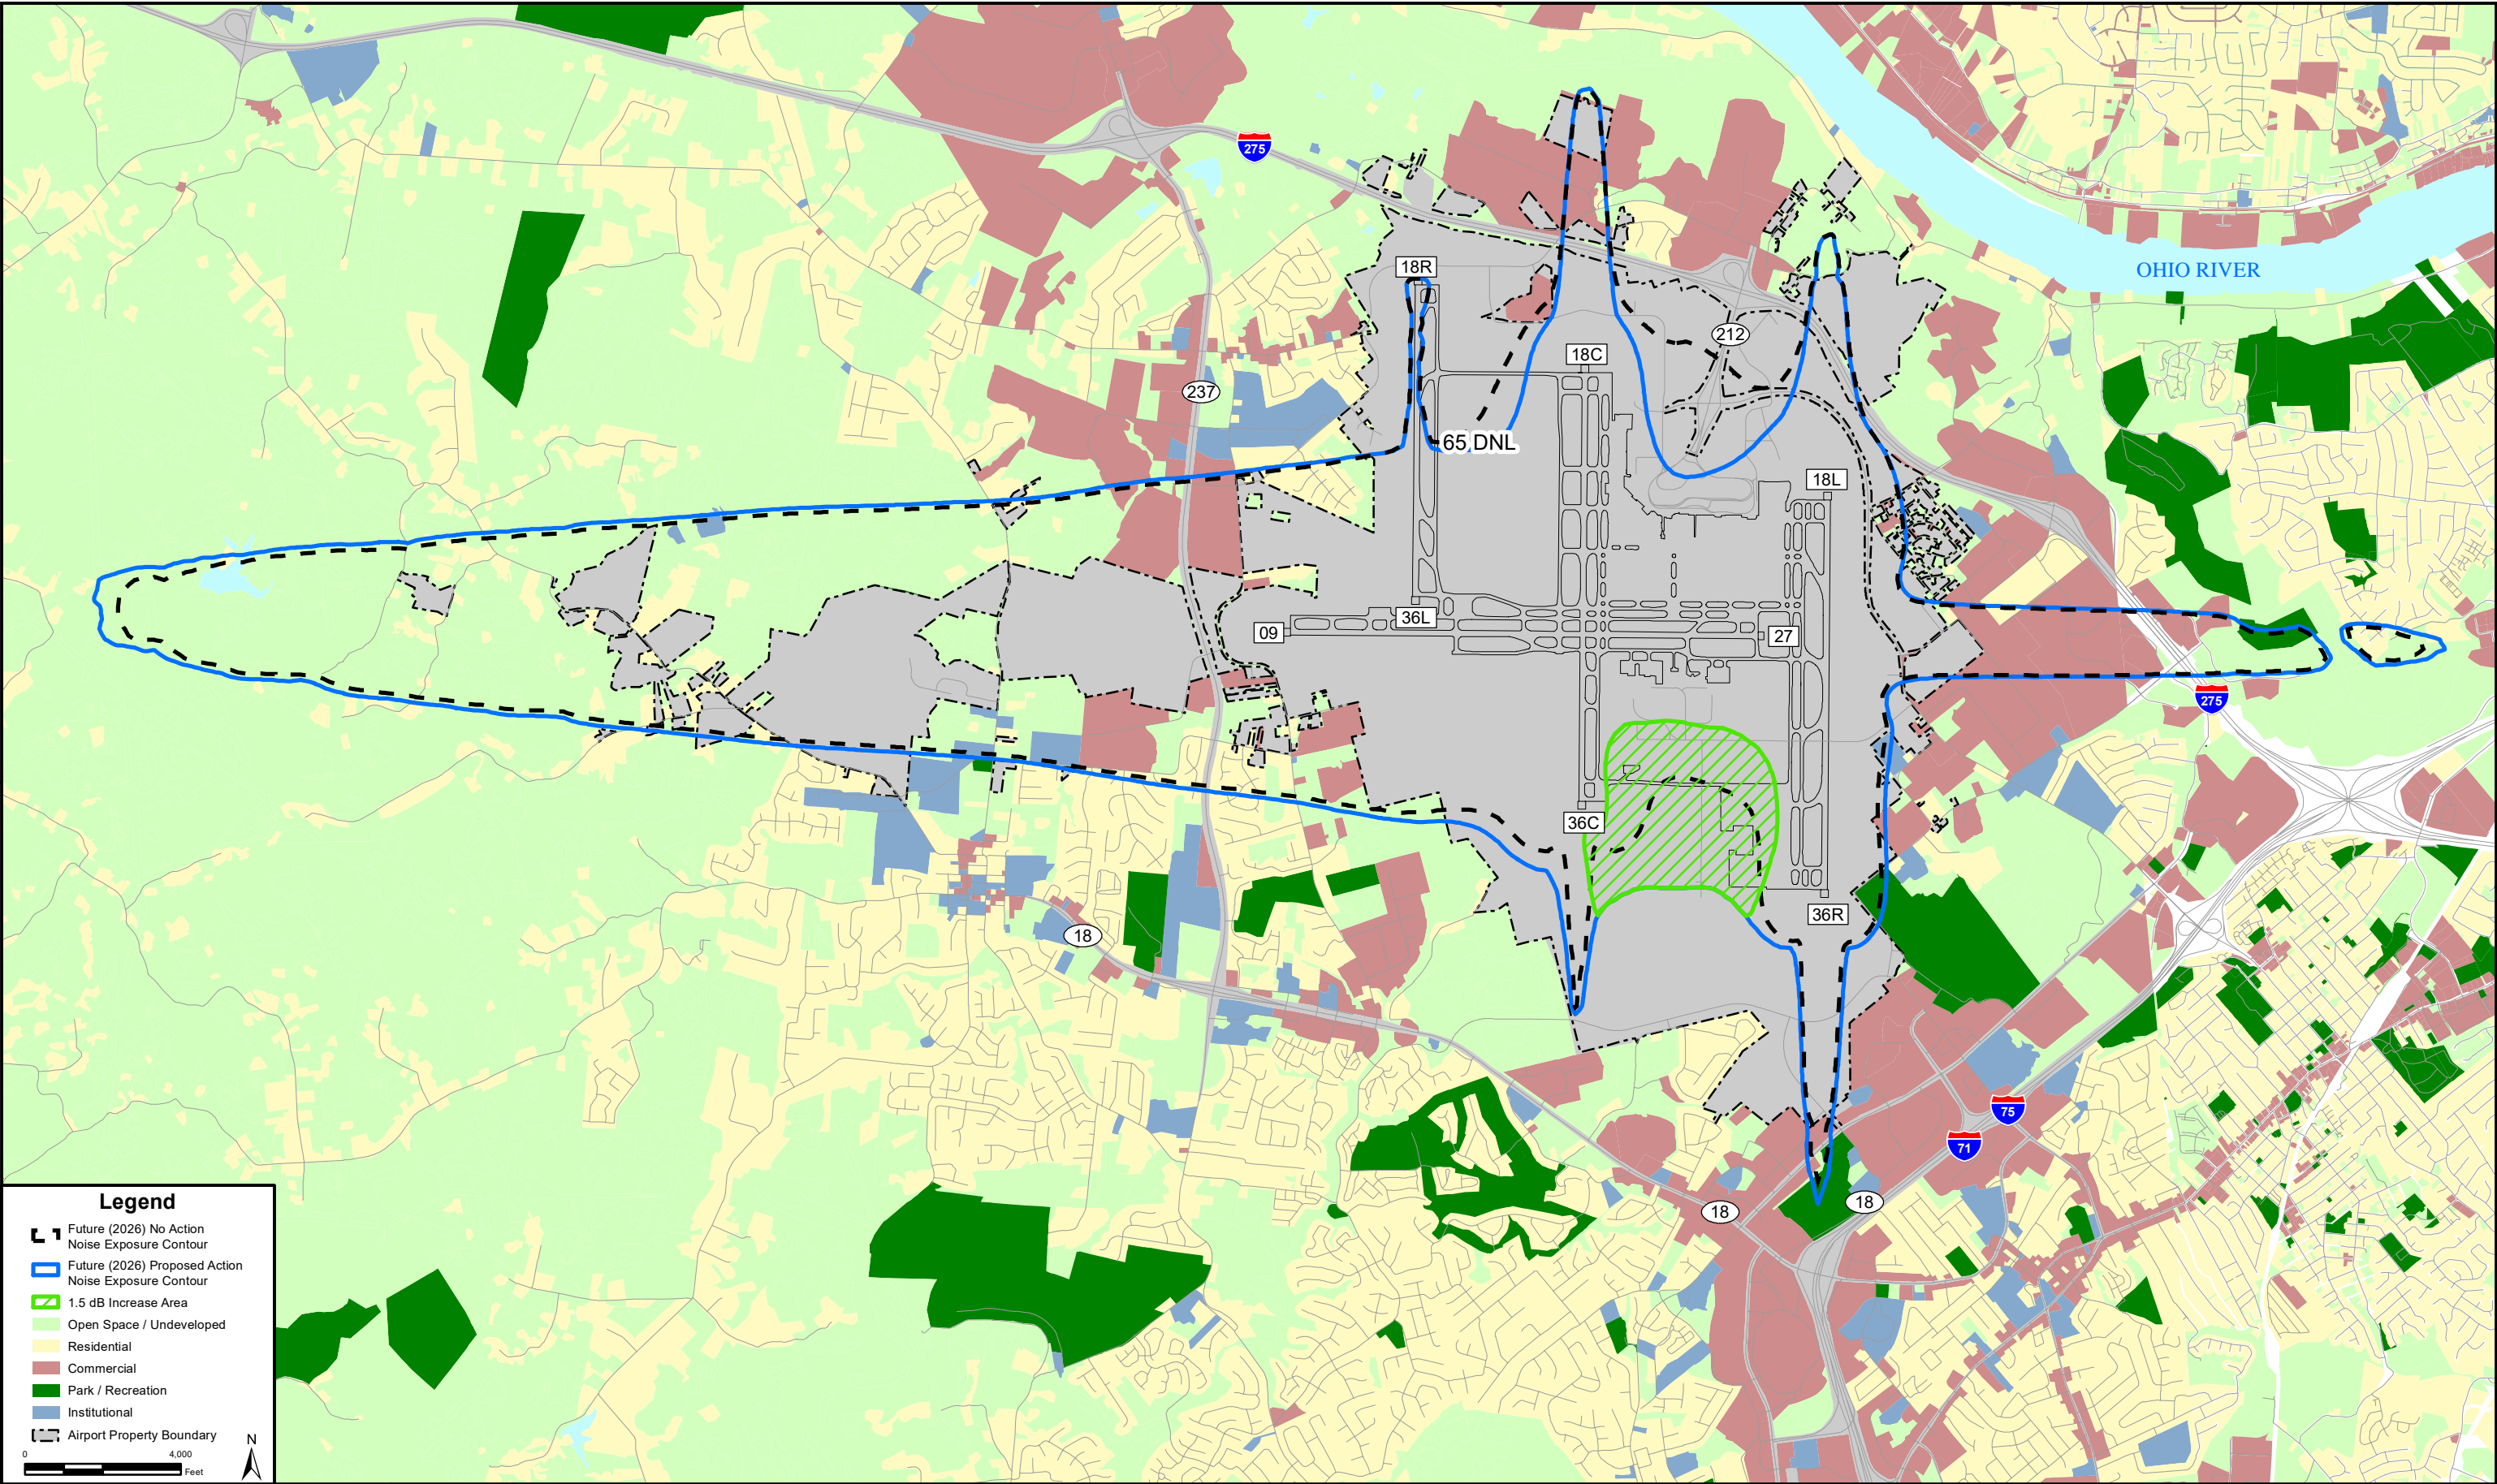 275
OHIO RIVER
18R
212
18C
237
65 DNL
18L
36L
09
27
275
36C
36R
18
75
71
18
18
Legend
Future (2026) No Action
Noise Exposure Contour
Future (2026) Proposed Action
Noise Exposure Contour
1.5 dB Increase Area
Open Space / Undeveloped
Residential
Commercial
Park / Recreation
Institutional
Airport Property Boundary
N
0 4,000
Feet